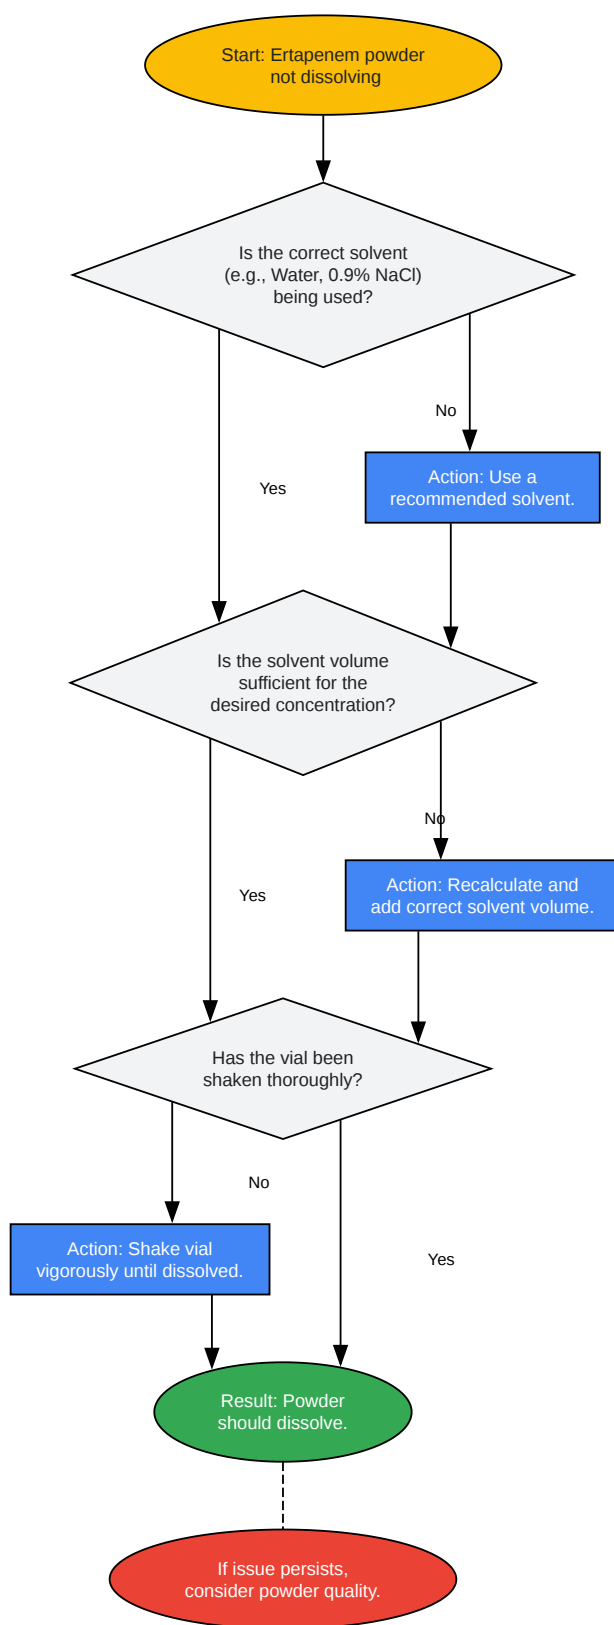 Start: Ertapenem powder
not dissolving
Is the correct solvent
(e.g., Water, 0.9% NaCl)
being used?
No
Action: Use a
recommended solvent.
Yes
Is the solvent volume
sufficient for the
desired concentration?
No
Action: Recalculate and
add correct solvent volume.
Yes
Has the vial been
shaken thoroughly?
No
Action: Shake vial
vigorously until dissolved.
Yes
Result: Powder
should dissolve.
If issue persists,
consider powder quality.